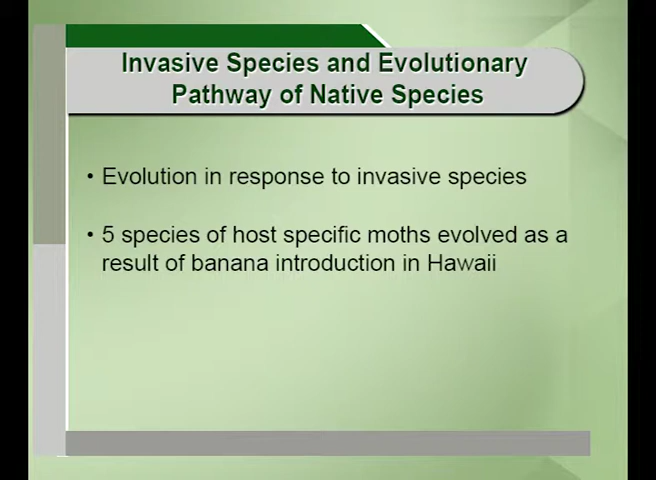 Invasive Species and Evolutionary
Pathway of Native Species
• Evolution in response to invasive species
• 5 species of host specific moths evolved as a
result of banana introduction in Hawaii